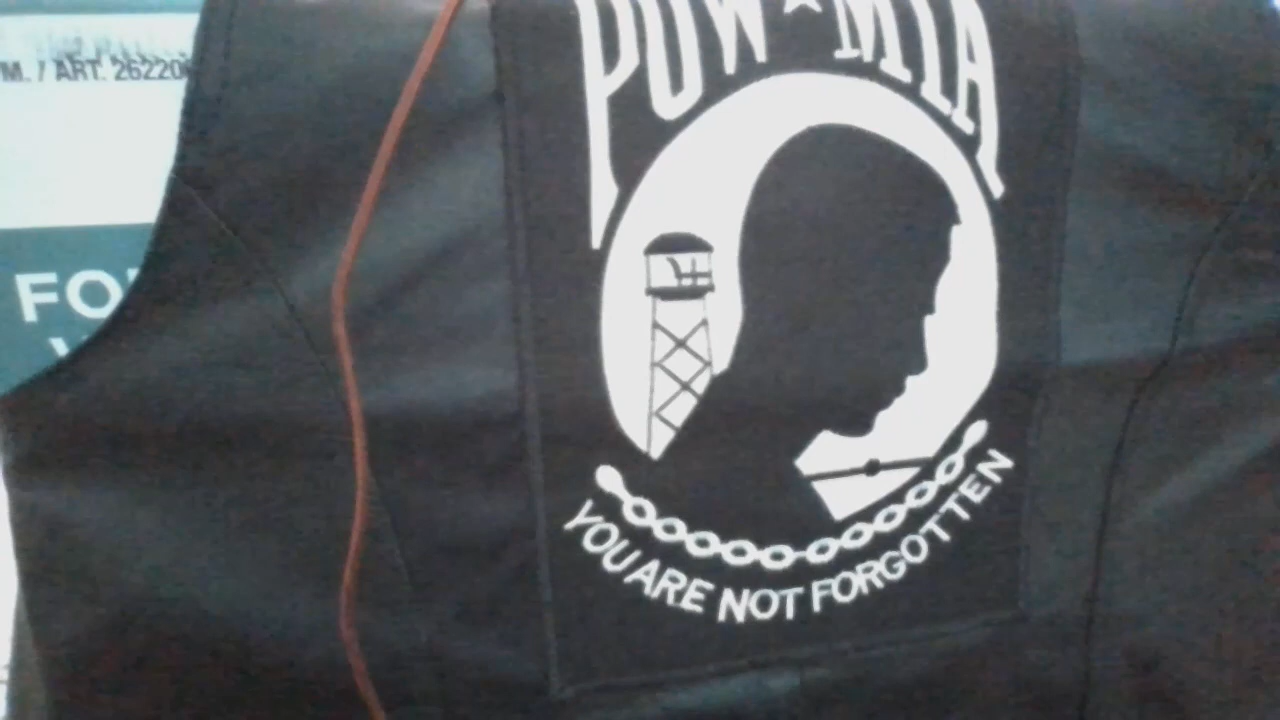 POW★MIA
M. / ART. 26220
FO
YOU ARE NOT FORGOTTEN